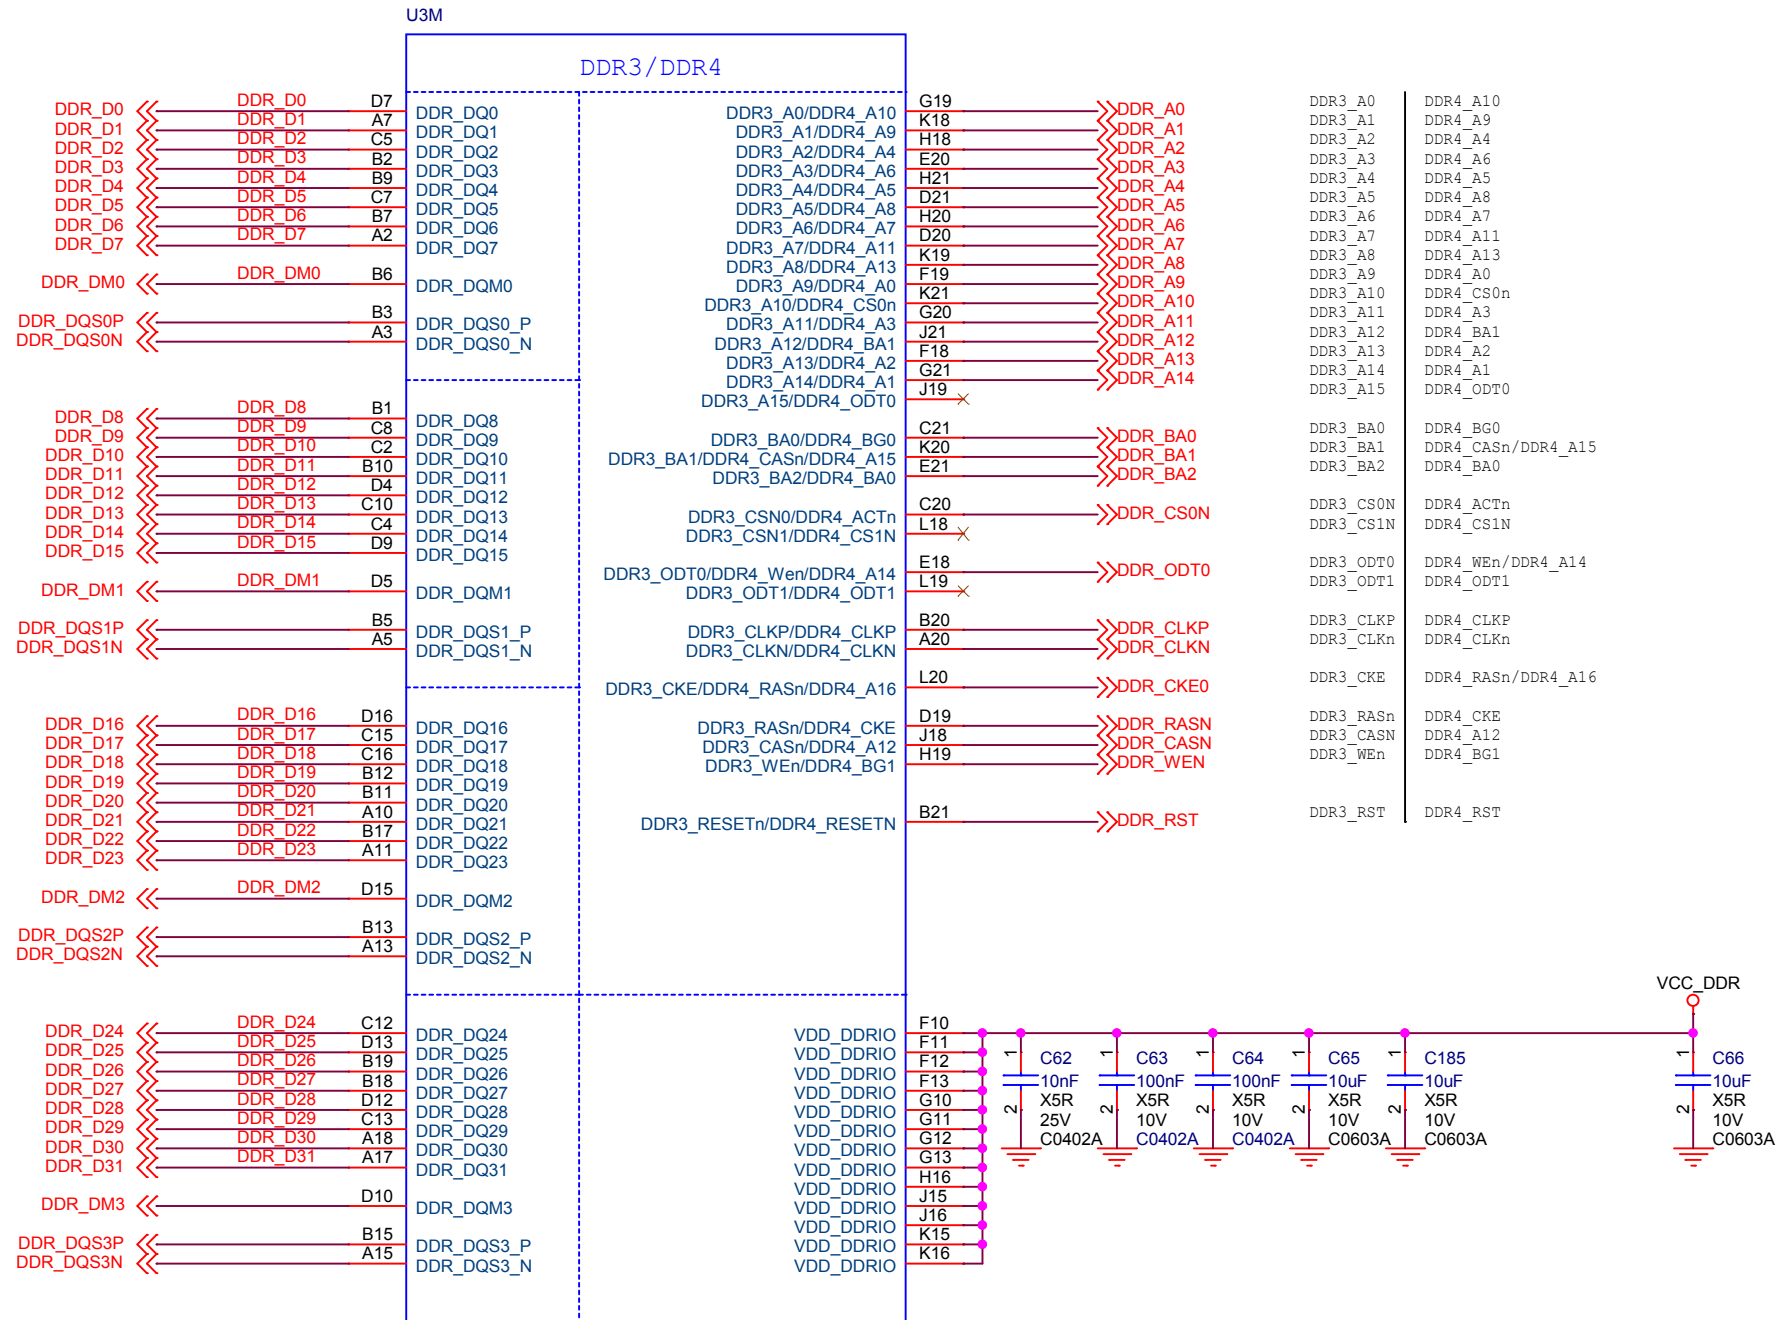 U3M
DDR3/DDR4
DDR_D0 DDR_D0 D7 DDR_DQ0
DDR_D1 DDR_D1 A7 DDR_DQ1
DDR_D2 DDR_D2 C5 DDR_DQ2
DDR_D3 DDR_D3 B2 DDR_DQ3
DDR_D4 DDR_D4 B9 DDR_DQ4
DDR_D5 DDR_D5 C7 DDR_DQ5
DDR_D6 DDR_D6 B7 DDR_DQ6
DDR_D7 DDR_D7 A2 DDR_DQ7
DDR_DM0 DDR_DM0 B6 DDR_DQM0
DDR_DQS0P B3 DDR_DQS0_P
DDR_DQS0N A3 DDR_DQS0_N
DDR_D8 DDR_D8 B1 DDR_DQ8
DDR_D9 DDR_D9 C8 DDR_DQ9
DDR_D10 DDR_D10 C2 DDR_DQ10
DDR_D11 DDR_D11 B10 DDR_DQ11
DDR_D12 DDR_D12 D4 DDR_DQ12
DDR_D13 DDR_D13 C10 DDR_DQ13
DDR_D14 DDR_D14 C4 DDR_DQ14
DDR_D15 DDR_D15 D9 DDR_DQ15
DDR_DM1 DDR_DM1 D5 DDR_DQM1
DDR_DQS1P B5 DDR_DQS1_P
DDR_DQS1N A5 DDR_DQS1_N
DDR_D16 DDR_D16 D16 DDR_DQ16
DDR_D17 DDR_D17 C15 DDR_DQ17
DDR_D18 DDR_D18 C16 DDR_DQ18
DDR_D19 DDR_D19 B12 DDR_DQ19
DDR_D20 DDR_D20 B11 DDR_DQ20
DDR_D21 DDR_D21 A10 DDR_DQ21
DDR_D22 DDR_D22 B17 DDR_DQ22
DDR_D23 DDR_D23 A11 DDR_DQ23
DDR_DM2 DDR_DM2 D15 DDR_DQM2
DDR_DQS2P B13 DDR_DQS2_P
DDR_DQS2N A13 DDR_DQS2_N
DDR_D24 DDR_D24 C12 DDR_DQ24
DDR_D25 DDR_D25 D13 DDR_DQ25
DDR_D26 DDR_D26 B19 DDR_DQ26
DDR_D27 DDR_D27 B18 DDR_DQ27
DDR_D28 DDR_D28 D12 DDR_DQ28
DDR_D29 DDR_D29 C13 DDR_DQ29
DDR_D30 DDR_D30 A18 DDR_DQ30
DDR_D31 DDR_D31 A17 DDR_DQ31
DDR_DM3 D10 DDR_DQM3
DDR_DQS3P B15 DDR_DQS3_P
DDR_DQS3N A15 DDR_DQS3_N
DDR3_A0/DDR4_A10 G19 DDR_A0
DDR3_A1/DDR4_A9 K18 DDR_A1
DDR3_A2/DDR4_A4 H18 DDR_A2
DDR3_A3/DDR4_A6 E20 DDR_A3
DDR3_A4/DDR4_A5 H21 DDR_A4
DDR3_A5/DDR4_A8 D21 DDR_A5
DDR3_A6/DDR4_A7 H20 DDR_A6
DDR3_A7/DDR4_A11 D20 DDR_A7
DDR3_A8/DDR4_A13 K19 DDR_A8
DDR3_A9/DDR4_A0 F19 DDR_A9
DDR3_A10/DDR4_CS0n K21 DDR_A10
DDR3_A11/DDR4_A3 G20 DDR_A11
DDR3_A12/DDR4_BA1 J21 DDR_A12
DDR3_A13/DDR4_A2 F18 DDR_A13
DDR3_A14/DDR4_A1 G21 DDR_A14
DDR3_A15/DDR4_ODT0 J19
DDR3_BA0/DDR4_BG0 C21 DDR_BA0
DDR3_BA1/DDR4_CASn/DDR4_A15 K20 DDR_BA1
DDR3_BA2/DDR4_BA0 E21 DDR_BA2
DDR3_CSN0/DDR4_ACTn C20 DDR_CS0N
DDR3_CSN1/DDR4_CS1N L18
DDR3_ODT0/DDR4_Wen/DDR4_A14 E18 DDR_ODT0
DDR3_ODT1/DDR4_ODT1 L19
DDR3_CLKP/DDR4_CLKP B20 DDR_CLKP
DDR3_CLKN/DDR4_CLKN A20 DDR_CLKN
DDR3_CKE/DDR4_RASn/DDR4_A16 L20 DDR_CKE0
DDR3_RASn/DDR4_CKE D19 DDR_RASN
DDR3_CASn/DDR4_A12 J18 DDR_CASN
DDR3_WEn/DDR4_BG1 H19 DDR_WEN
DDR3_RESETn/DDR4_RESETN B21 DDR_RST
DDR3_A0 DDR4_A10
DDR3_A1 DDR4_A9
DDR3_A2 DDR4_A4
DDR3_A3 DDR4_A6
DDR3_A4 DDR4_A5
DDR3_A5 DDR4_A8
DDR3_A6 DDR4_A7
DDR3_A7 DDR4_A11
DDR3_A8 DDR4_A13
DDR3_A9 DDR4_A0
DDR3_A10 DDR4_CS0n
DDR3_A11 DDR4_A3
DDR3_A12 DDR4_BA1
DDR3_A13 DDR4_A2
DDR3_A14 DDR4_A1
DDR3_A15 DDR4_ODT0
DDR3_BA0 DDR4_BG0
DDR3_BA1 DDR4_CASn/DDR4_A15
DDR3_BA2 DDR4_BA0
DDR3_CS0N DDR4_ACTn
DDR3_CS1N DDR4_CS1N
DDR3_ODT0 DDR4_WEn/DDR4_A14
DDR3_ODT1 DDR4_ODT1
DDR3_CLKP DDR4_CLKP
DDR3_CLKn DDR4_CLKn
DDR3_CKE DDR4_RASn/DDR4_A16
DDR3_RASn DDR4_CKE
DDR3_CASN DDR4_A12
DDR3_WEn DDR4_BG1
DDR3_RST DDR4_RST
VDD_DDRIO F10
VDD_DDRIO F11
VDD_DDRIO F12
VDD_DDRIO F13
VDD_DDRIO G10
VDD_DDRIO G11
VDD_DDRIO G12
VDD_DDRIO G13
VDD_DDRIO H16
VDD_DDRIO J15
VDD_DDRIO J16
VDD_DDRIO K15
VDD_DDRIO K16
VCC_DDR
1 C62 1 C63 1 C64 1 C65 1 C185 1 C66
10nF 100nF 100nF 10uF 10uF 10uF
2 X5R 2 X5R 2 X5R 2 X5R 2 X5R 2 X5R
25V 10V 10V 10V 10V 10V
C0402A C0402A C0402A C0603A C0603A C0603A